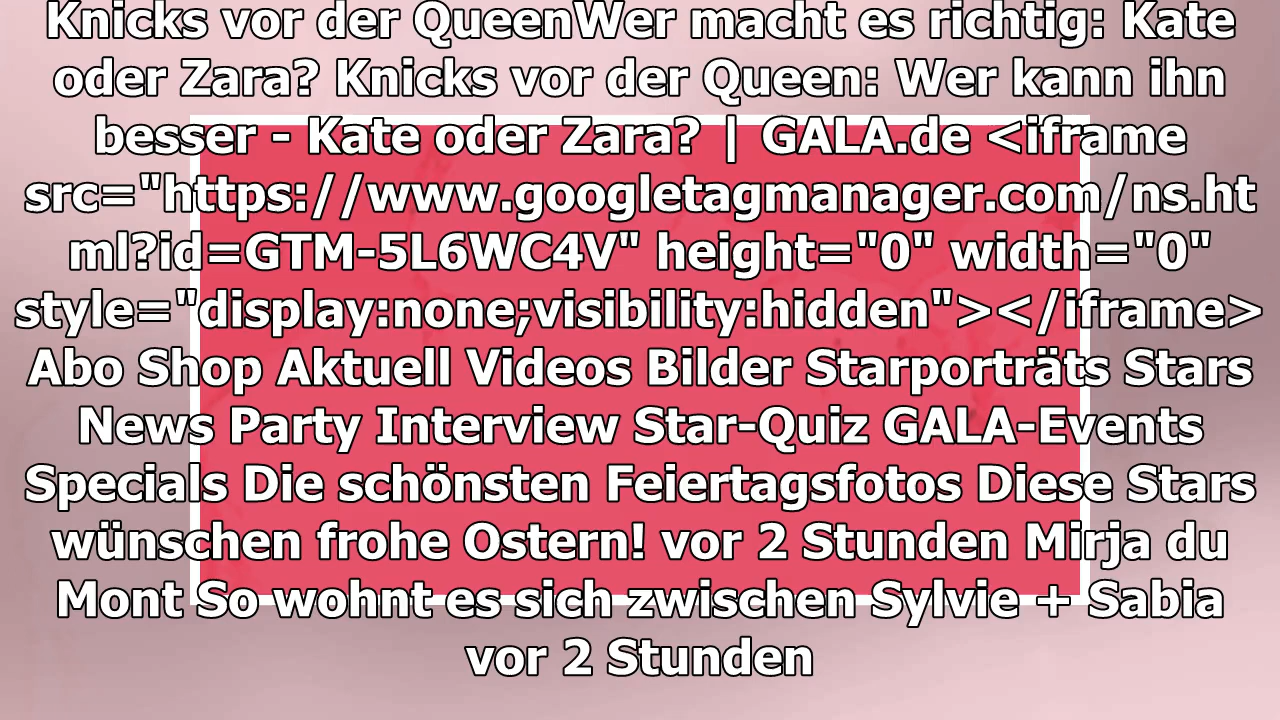 Knicks vor der QueenWer macht es richtig: Kate
oder Zara? Knicks vor der Queen: Wer kann ihn
besser - Kate oder Zara? | GALA.de <iframe
src="https://www.googletagmanager.com/ns.ht
ml?id=GTM-5L6WC4V" height="0" width="0"
style="display:none;visibility:hidden"></iframe>
Abo Shop Aktuell Videos Bilder Starporträts Stars
News Party Interview Star-Quiz GALA-Events
Specials Die schönsten Feiertagsfotos Diese Stars
wünschen frohe Ostern! vor 2 Stunden Mirja du
Mont So wohnt es sich zwischen Sylvie + Sabia
vor 2 Stunden